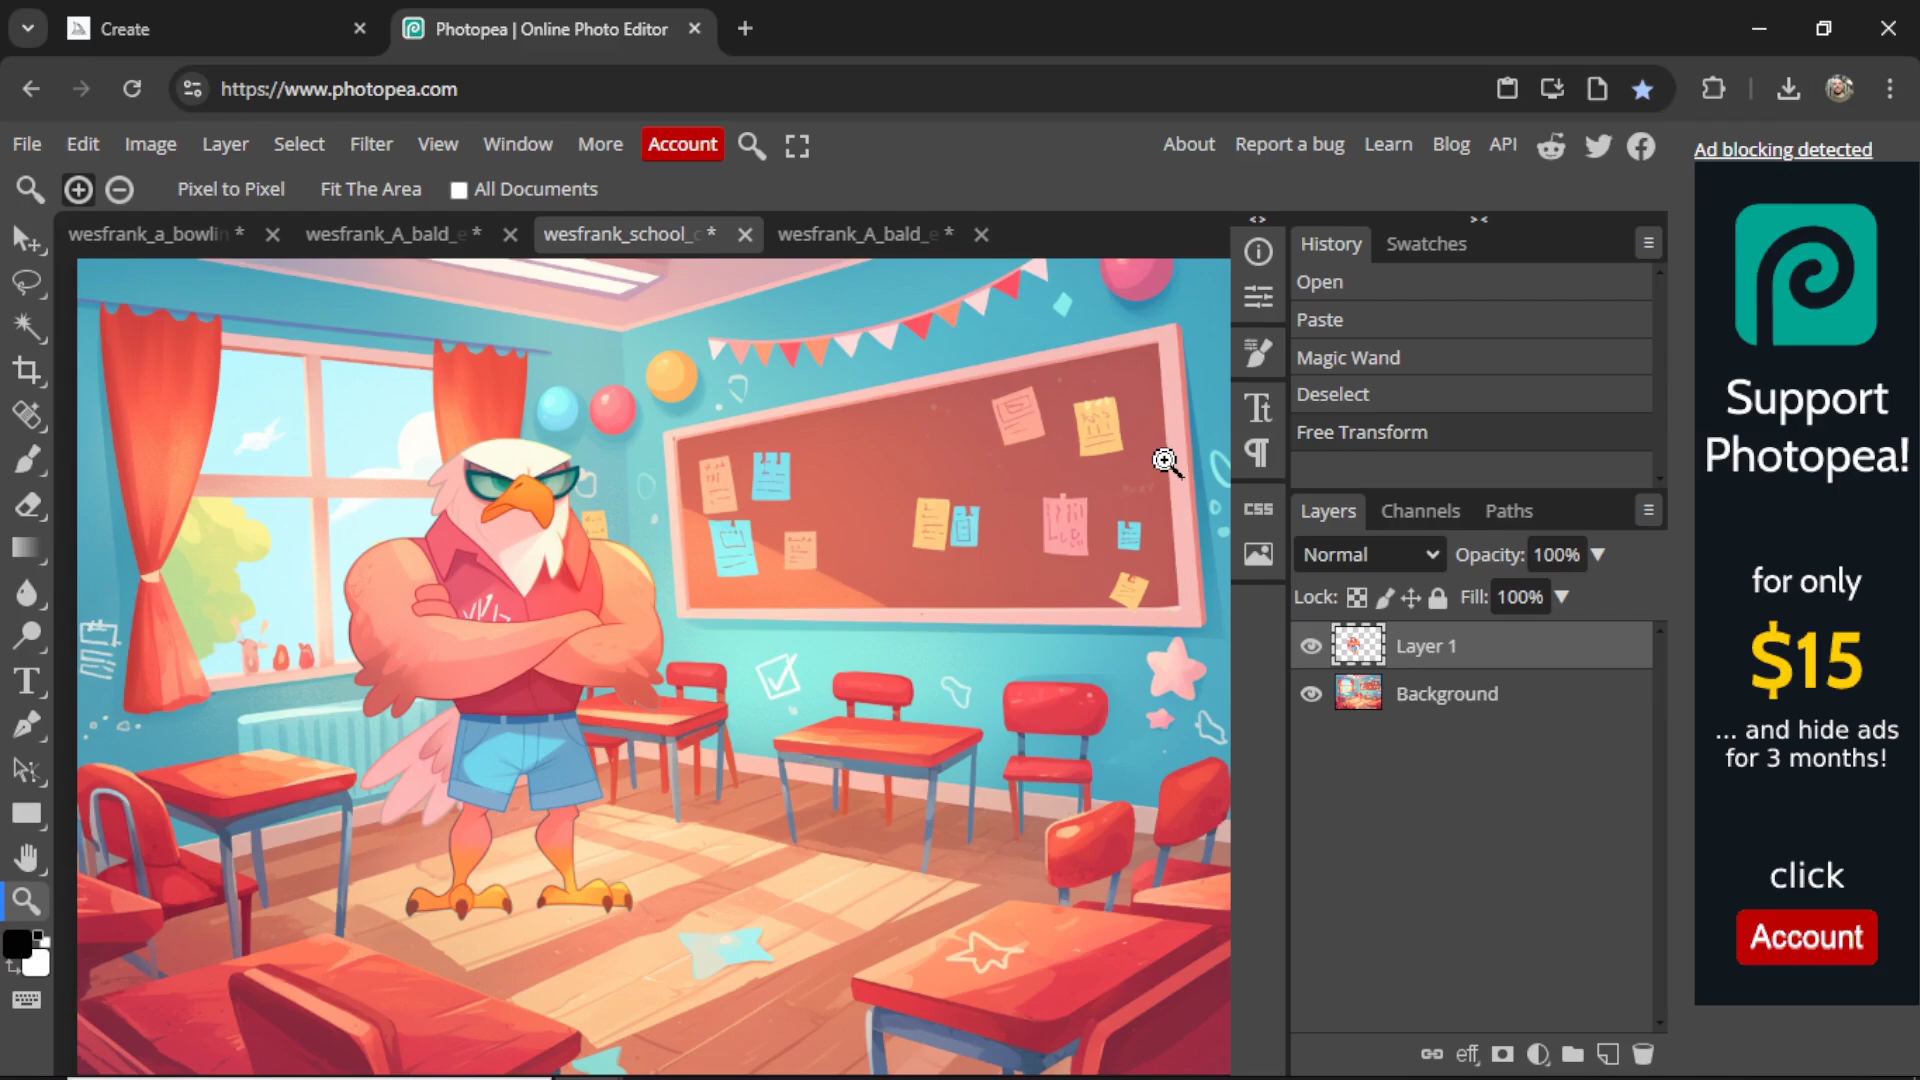 Create
Photopea | Online Photo Editor
https://www.photopea.com
File Edit Image Layer Select Filter View Window More Account
About Report a bug Learn Blog API
Ad blocking detected
Pixel to Pixel Fit The Area All Documents
wesfrank_a_bowlin * wesfrank_A_bald_e * wesfrank_school_c * wesfrank_A_bald_e *
History Swatches
Open
Paste
Magic Wand
Deselect
Free Transform
CSS
Layers Channels Paths
Normal Opacity: 100%
Lock: Fill: 100%
Layer 1
Background
eff
Support
Photopea!
for only
$15
... and hide ads
for 3 months!
click
Account